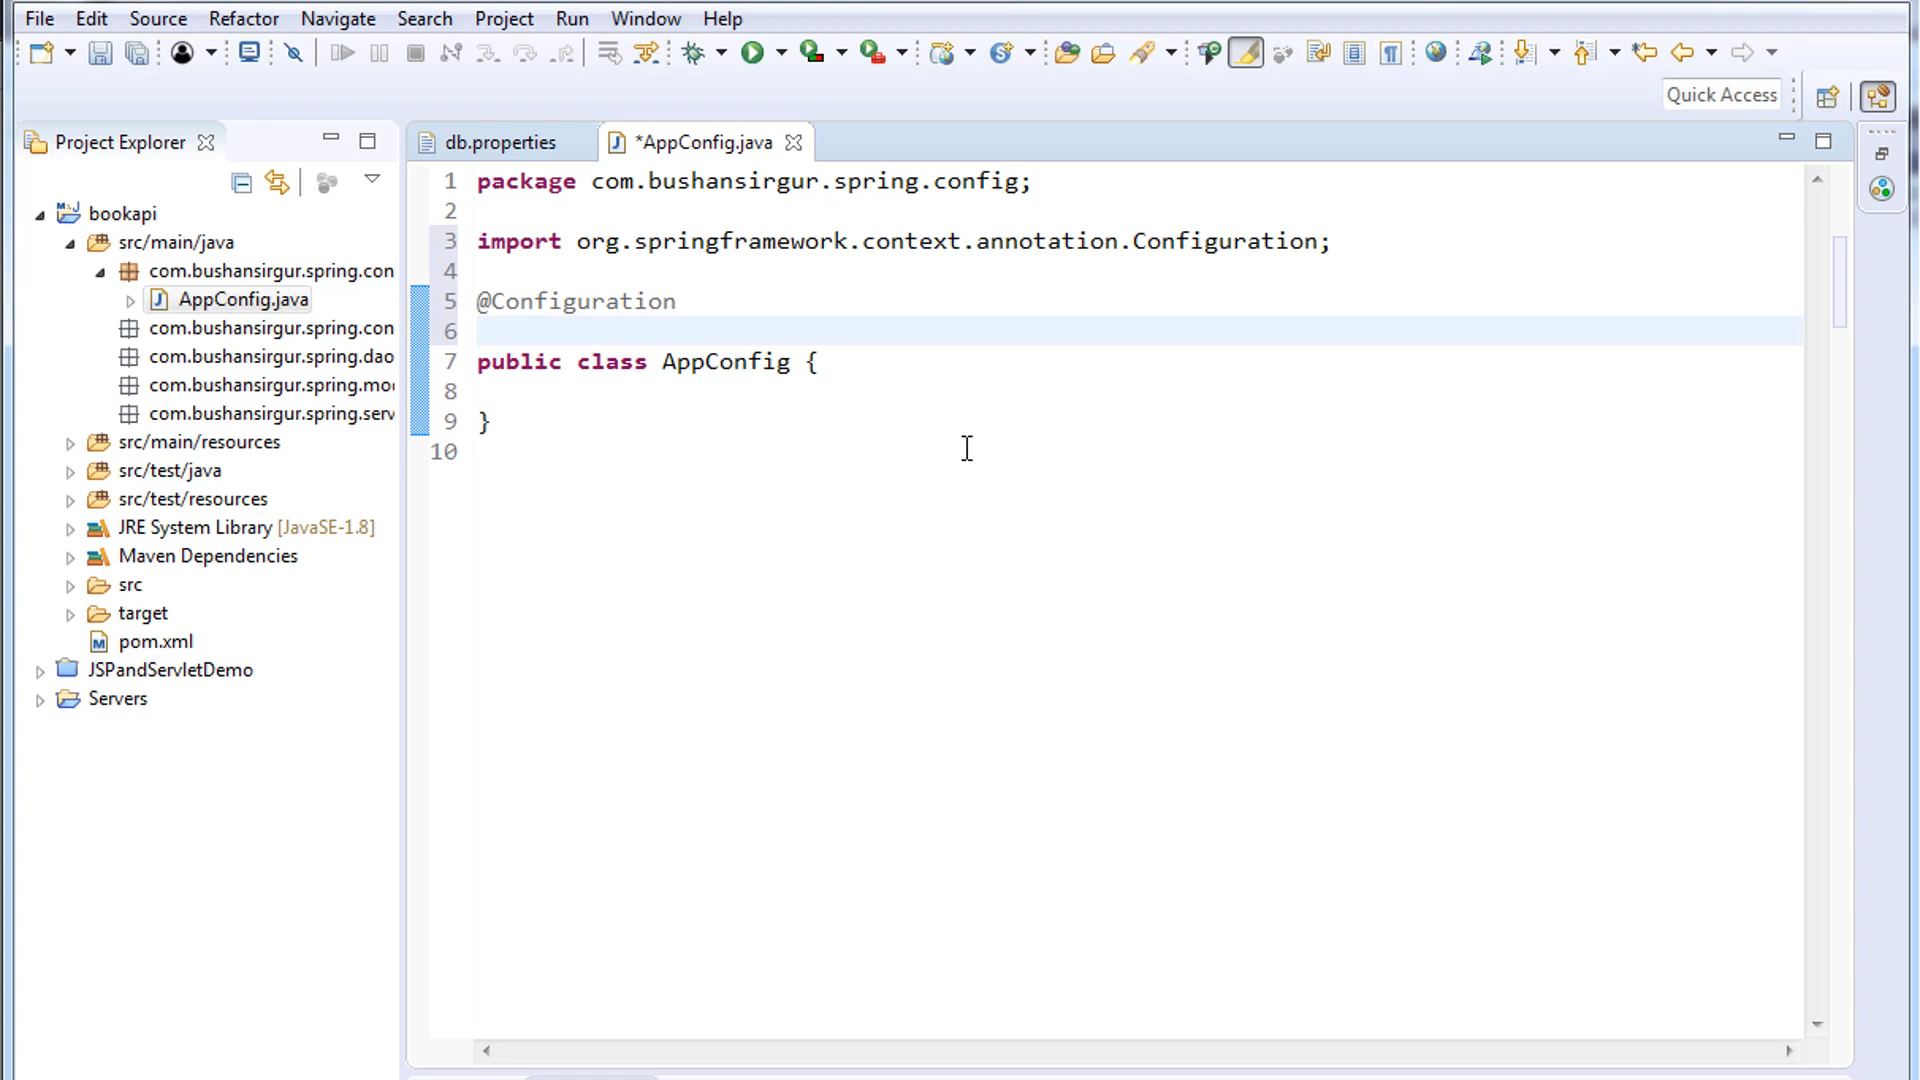 File Edit Source Refactor Navigate Search Project Run Window Help
Quick Access
Project Explorer
db.properties
*AppConfig.java
bookapi
src/main/java
com.bushansirgur.spring.con
AppConfig.java
com.bushansirgur.spring.con
com.bushansirgur.spring.dao
com.bushansirgur.spring.mo
com.bushansirgur.spring.serv
src/main/resources
src/test/java
src/test/resources
JRE System Library [JavaSE-1.8]
Maven Dependencies
src
target
pom.xml
JSPandServletDemo
Servers
1 package com.bushansirgur.spring.config;
2
3 import org.springframework.context.annotation.Configuration;
4
5 @Configuration
6
7 public class AppConfig {
8
9 }
10